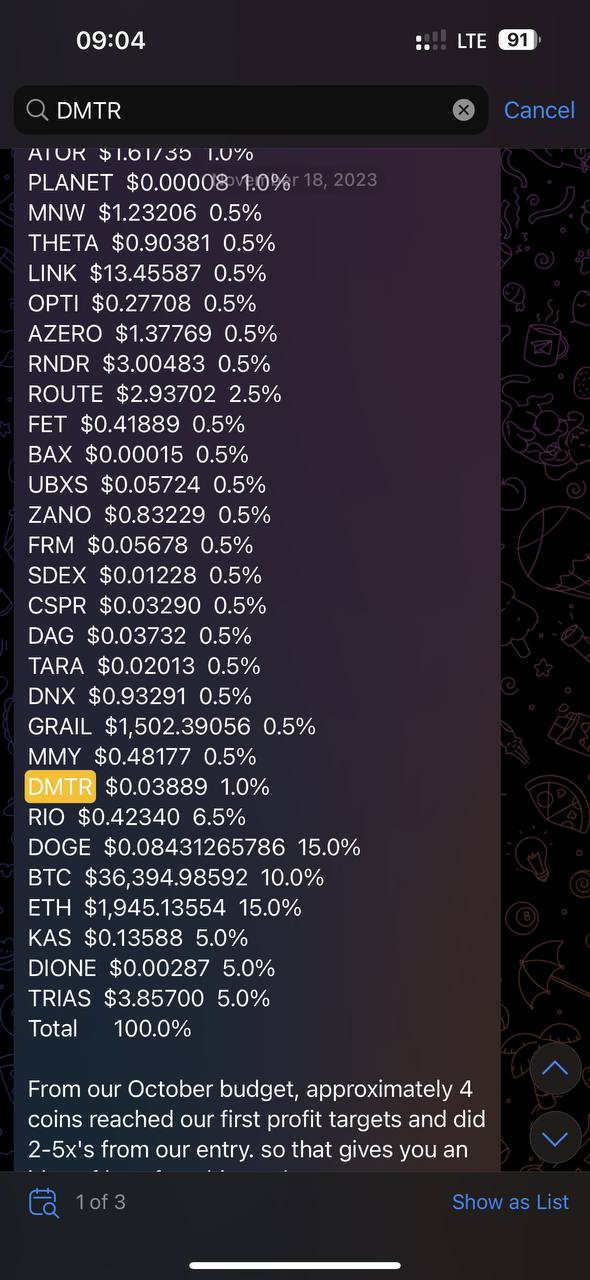 09:04
LTE 91
DMTR
Cancel
ATOR $1.61735 1.0%
November 18, 2023
PLANET $0.00008 1.0%
MNW $1.23206 0.5%
THETA $0.90381 0.5%
LINK $13.45587 0.5%
OPTI $0.27708 0.5%
AZERO $1.37769 0.5%
RNDR $3.00483 0.5%
ROUTE $2.93702 2.5%
FET $0.41889 0.5%
BAX $0.00015 0.5%
UBXS $0.05724 0.5%
ZANO $0.83229 0.5%
FRM $0.05678 0.5%
SDEX $0.01228 0.5%
CSPR $0.03290 0.5%
DAG $0.03732 0.5%
TARA $0.02013 0.5%
DNX $0.93291 0.5%
GRAIL $1,502.39056 0.5%
MMY $0.48177 0.5%
DMTR $0.03889 1.0%
RIO $0.42340 6.5%
DOGE $0.08431265786 15.0%
BTC $36,394.98592 10.0%
ETH $1,945.13554 15.0%
KAS $0.13588 5.0%
DIONE $0.00287 5.0%
TRIAS $3.85700 5.0%
Total 100.0%
From our October budget, approximately 4
coins reached our first profit targets and did
2-5x's from our entry. so that gives you an
1 of 3
Show as List